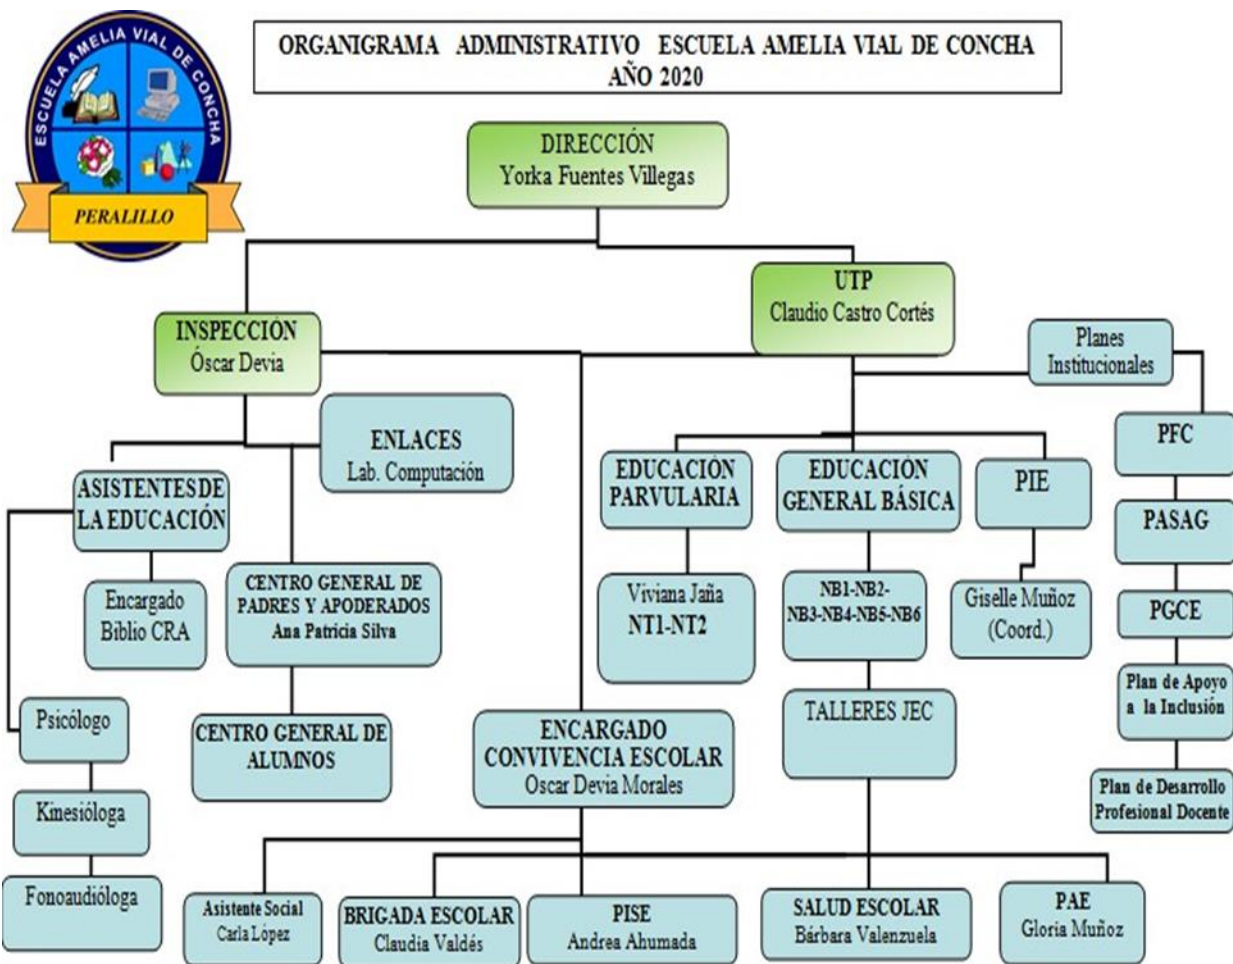 ESCUELA AMELIA VIAL DE CONCHA
PERALILLO
ORGANIGRAMA ADMINISTRATIVO ESCUELA AMELIA VIAL DE CONCHA
AÑO 2020
DIRECCIÓN
Yorka Fuentes Villegas
UTP
Claudio Castro Cortés
INSPECCIÓN
Óscar Devia
Planes
Institucionales
ENLACES
Lab. Computación
PFC
EDUCACIÓN
PARVULARIA
EDUCACIÓN
GENERAL BÁSICA
PIE
ASISTENTES DE
LA EDUCACIÓN
PASAG
CENTRO GENERAL DE
PADRES Y APODERADOS
Ana Patricia Silva
Encargado
Biblio CRA
Viviana Jaña
NT1-NT2
NB1-NB2-
NB3-NB4-NB5-NB6
Giselle Muñoz
(Coord.)
PGCE
Plan de Apoyo
a la Inclusión
Psicólogo
CENTRO GENERAL DE
ALUMNOS
ENCARGADO
CONVIVENCIA ESCOLAR
Oscar Devia Morales
TALLERES JEC
Plan de Desarrollo
Profesional Docente
Kinesióloga
Fonoaudióloga
Asistente Social
Carla López
BRIGADA ESCOLAR
Claudia Valdés
PISE
Andrea Ahumada
SALUD ESCOLAR
Bárbara Valenzuela
PAE
Gloria Muñoz